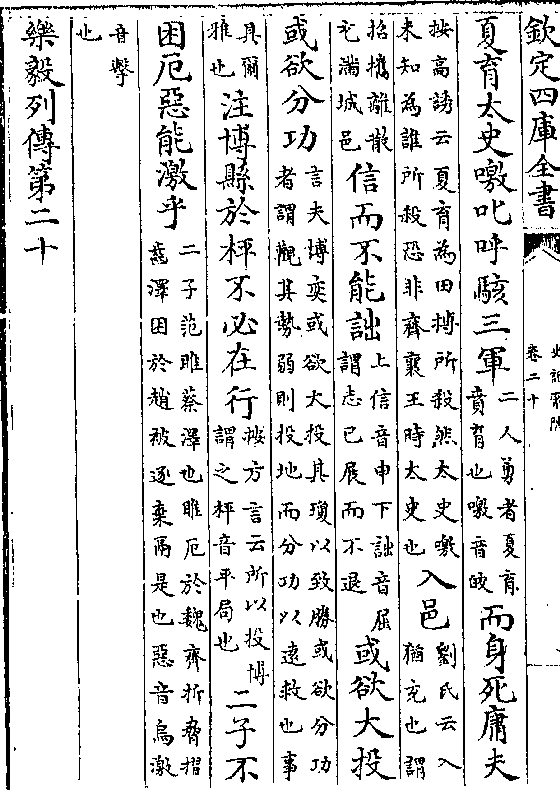 欽定四庫全書
卷二十
夏育太史噭叱呼駭三軍二人勇者夏育賁育也噭音皎而身死庸夫
按高誘云夏育為田搏所殺然太史噭未知為誰所殺恐非齊襄王時太史也入邑劉氏云入猶充也謂
招攜離散充滿城邑信而不能詘上信音申下詘音屈謂志已展而不退或欲大投
或欲分功言夫博奕或欲大投其瓊以致勝或欲分功者謂觀其勢弱則投地而分功以遠救也事
具爾雅也注博縣於枰不必在行按方言云所以投博謂之枰音平局也二子不
困厄惡能激乎二子范雎蔡澤也雎厄於魏齊折脅摺齒澤困於趙被逐棄鬲是也惡音烏激
音擊也
樂毅列傳第二十